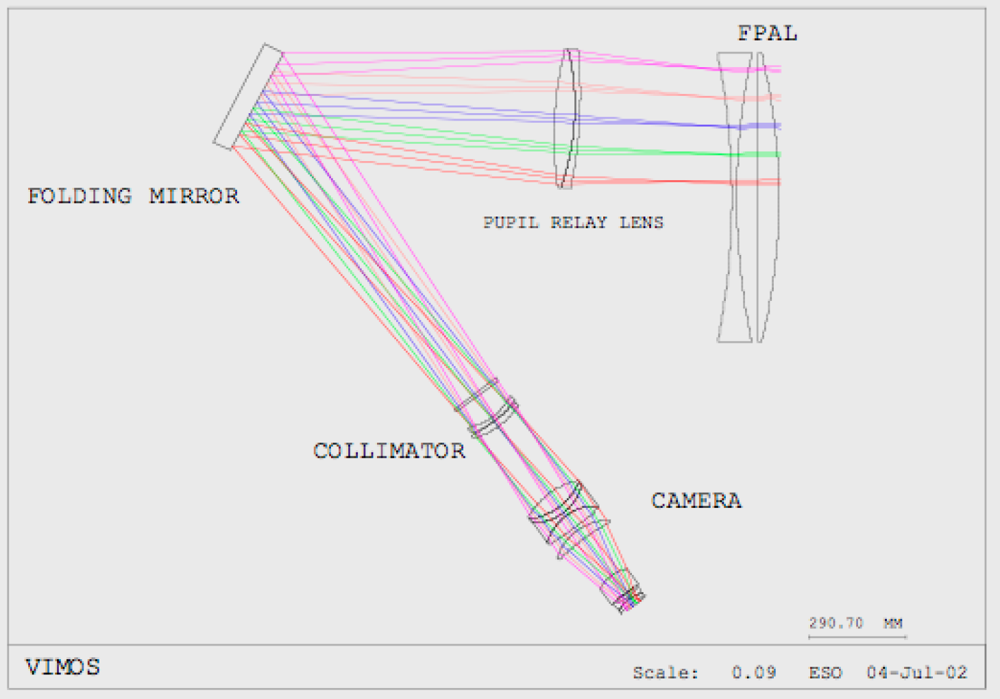 FPAL
FOLDING MIRROR
PUPIL RELAY LENS
COLLIMATOR
CAMERA
290.70 MM
VIMOS
Scale: 0.09 ESO 04-Jul-02